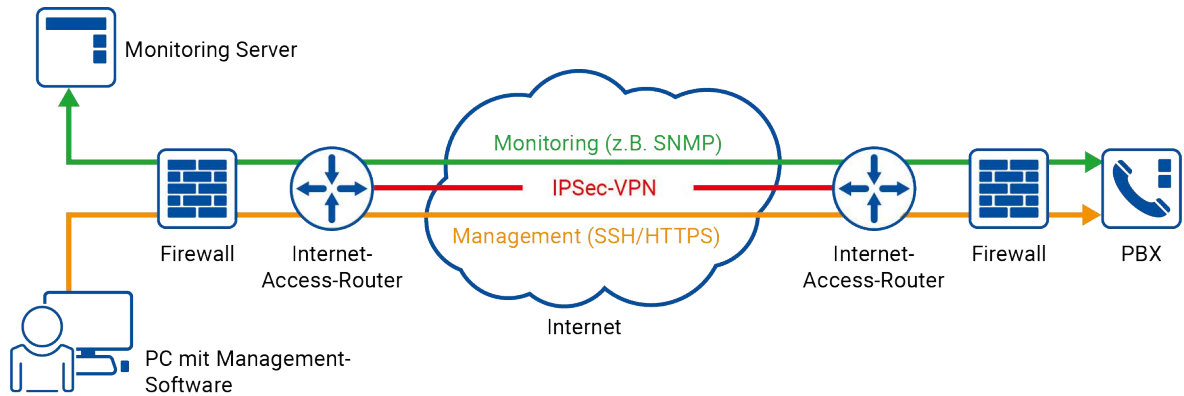 Monitoring Server
Monitoring (z.B. SNMP)
IPSec-VPN
Management (SSH/HTTPS)
Firewall
Internet-
Access-Router
Internet-
Access-Router
Firewall
PBX
Internet
PC mit Management-
Software